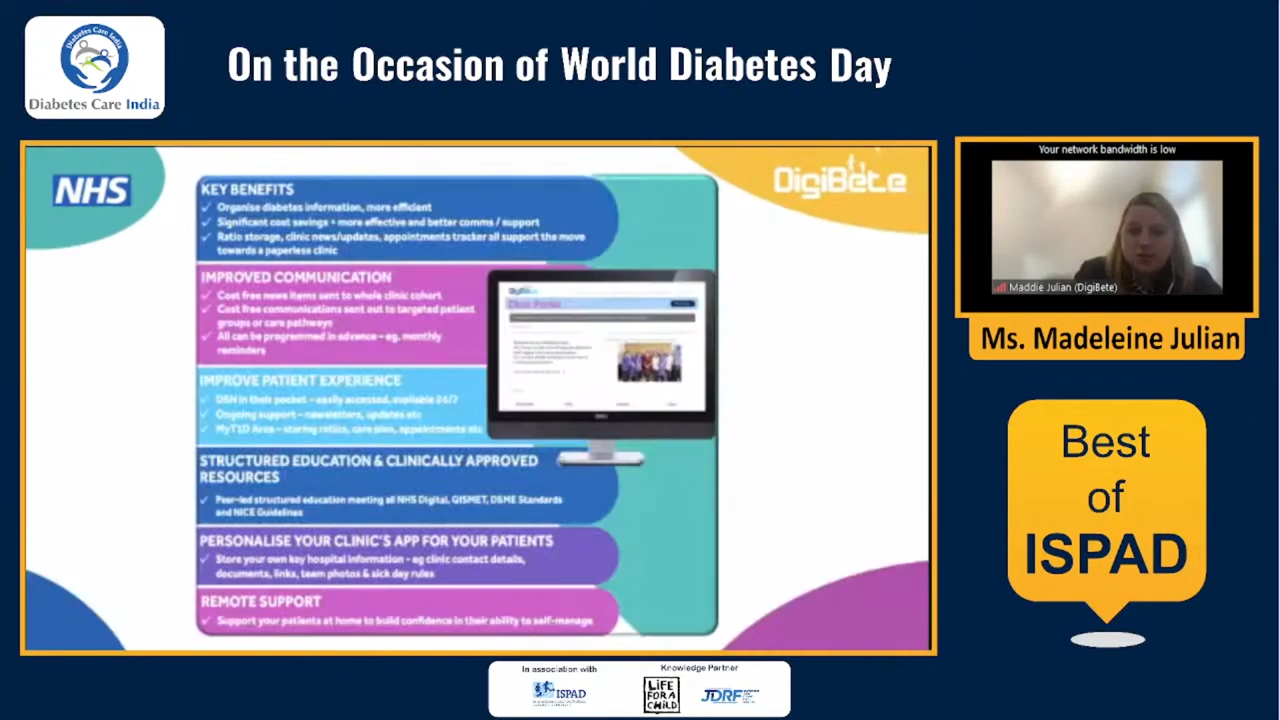 Diabetes Care India
Diabetes Care India
On the Occasion of World Diabetes Day
NHS
DigiBete
KEY BENEFITS
✓ Organise diabetes information, more efficient
✓ Significant cost savings + more effective and better comms / support
✓ Ratio storage, clinic news/updates, appointments tracker all support the move
towards a paperless clinic
IMPROVED COMMUNICATION
✓ Cost free news items sent to whole clinic cohort
✓ Cost free communications sent out to targeted patient
groups or care pathways
✓ All can be programmed in advance – eg, monthly
reminders
IMPROVE PATIENT EXPERIENCE
✓ DSN in their pocket – easily accessed, available 24/7
✓ Ongoing support – newsletters, updates etc
✓ MyT1D Area – storing ratios, care plan, appointments etc
STRUCTURED EDUCATION & CLINICALLY APPROVED
RESOURCES
✓ Peer-led structured education meeting all NHS Digital, QISMET, DSME Standards
and NICE Guidelines
PERSONALISE YOUR CLINIC'S APP FOR YOUR PATIENTS
✓ Store your own key hospital information – eg clinic contact details,
documents, links, team photos & sick day rules
REMOTE SUPPORT
✓ Support your patients at home to build confidence in their ability to self-manage
DigiBete
Clinic Portal
Your network bandwidth is low
Maddie Julian (DigiBete)
Ms. Madeleine Julian
Best
of
ISPAD
In association with
ISPAD
Knowledge Partner
LiFE
FOR A
CHiLD
JDRF